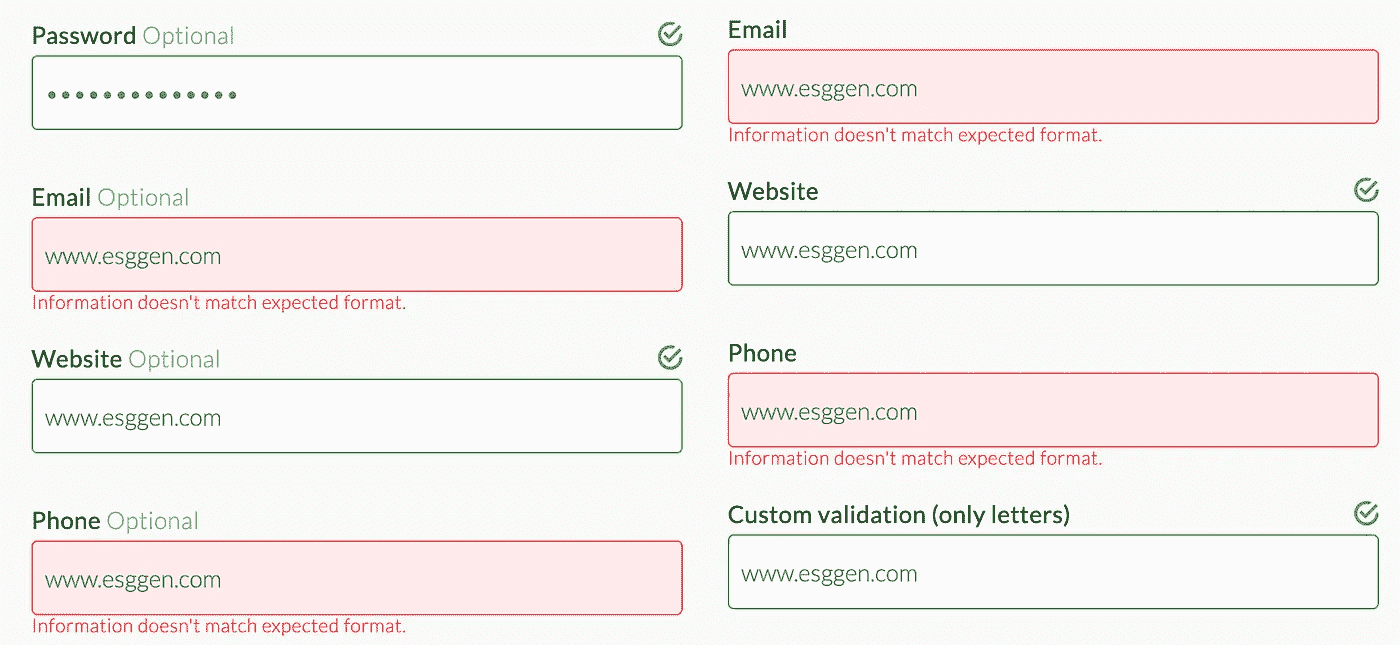 Password Optional
••••••••••••••
Email Optional
www.esggen.com
Information doesn't match expected format.
Website Optional
www.esggen.com
Phone Optional
www.esggen.com
Information doesn't match expected format.
Email
www.esggen.com
Information doesn't match expected format.
Website
www.esggen.com
Phone
www.esggen.com
Information doesn't match expected format.
Custom validation (only letters)
www.esggen.com